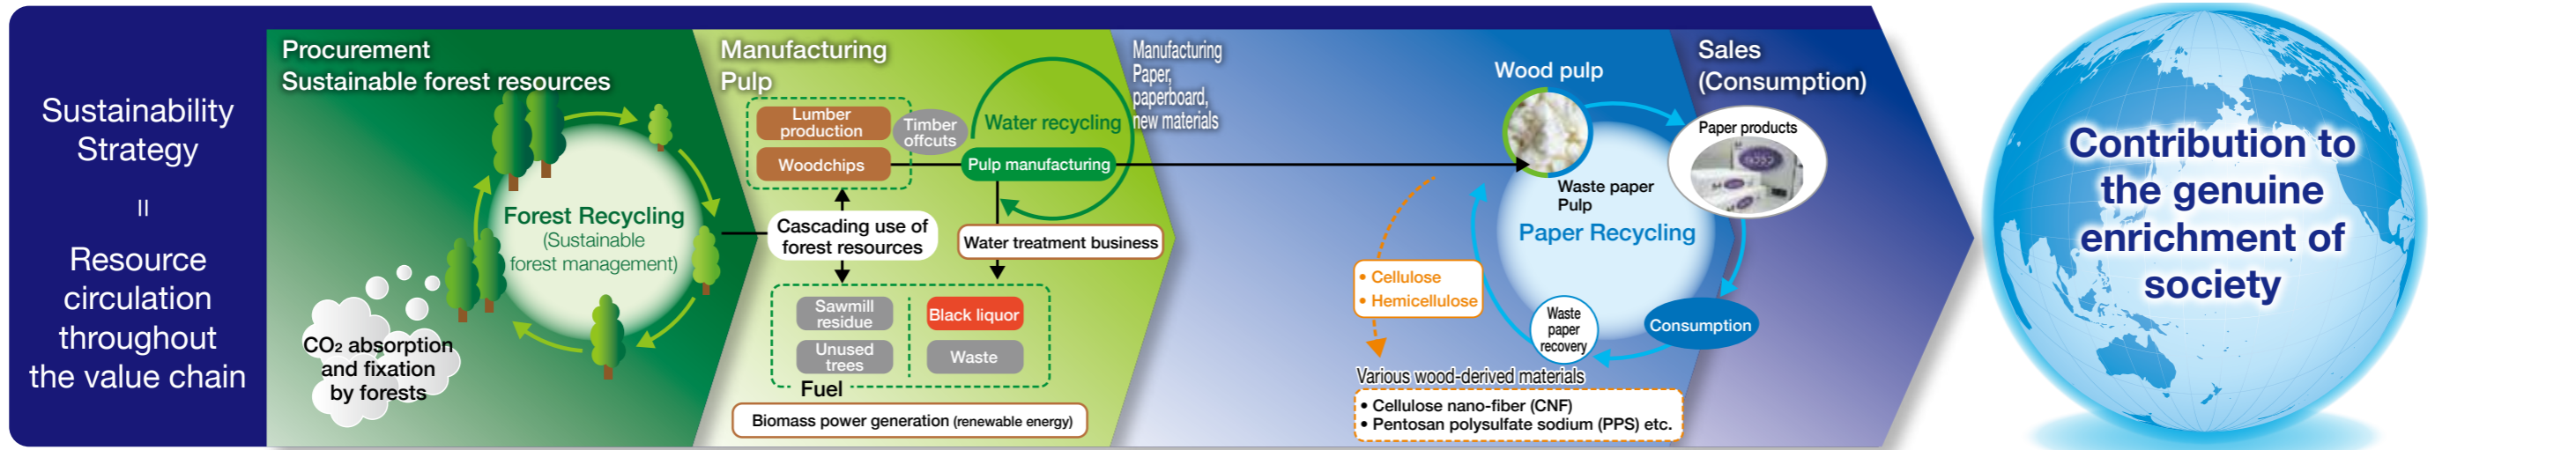 Sustainability
Strategy
=
Resource
circulation
throughout
the value chain
Procurement
Sustainable forest resources
Forest Recycling
(Sustainable
forest management)
CO₂ absorption
and fixation
by forests
Manufacturing
Pulp
Lumber
production
Timber
offcuts
Woodchips
Water recycling
Pulp manufacturing
Cascading use of
forest resources
Water treatment business
Sawmill
residue
Black liquor
Unused
trees
Waste
Fuel
Biomass power generation (renewable energy)
Manufacturing
Paper,
paperboard,
new materials
Wood pulp
Waste paper
Pulp
Paper Recycling
• Cellulose
• Hemicellulose
Waste
paper
recovery
Consumption
Various wood-derived materials
• Cellulose nano-fiber (CNF)
• Pentosan polysulfate sodium (PPS) etc.
Sales
(Consumption)
Paper products
Contribution to
the genuine
enrichment of
society